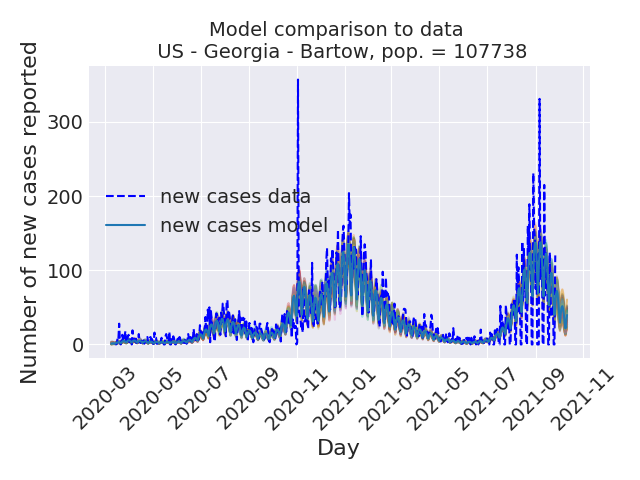 Model comparison to data
US - Georgia - Bartow, pop. = 107738
Number of new cases reported
300
200
100
0
new cases data
new cases model
2020-03
2020-05
2020-07
2020-09
2020-11
2021-01
2021-03
2021-05
2021-07
2021-09
2021-11
Day